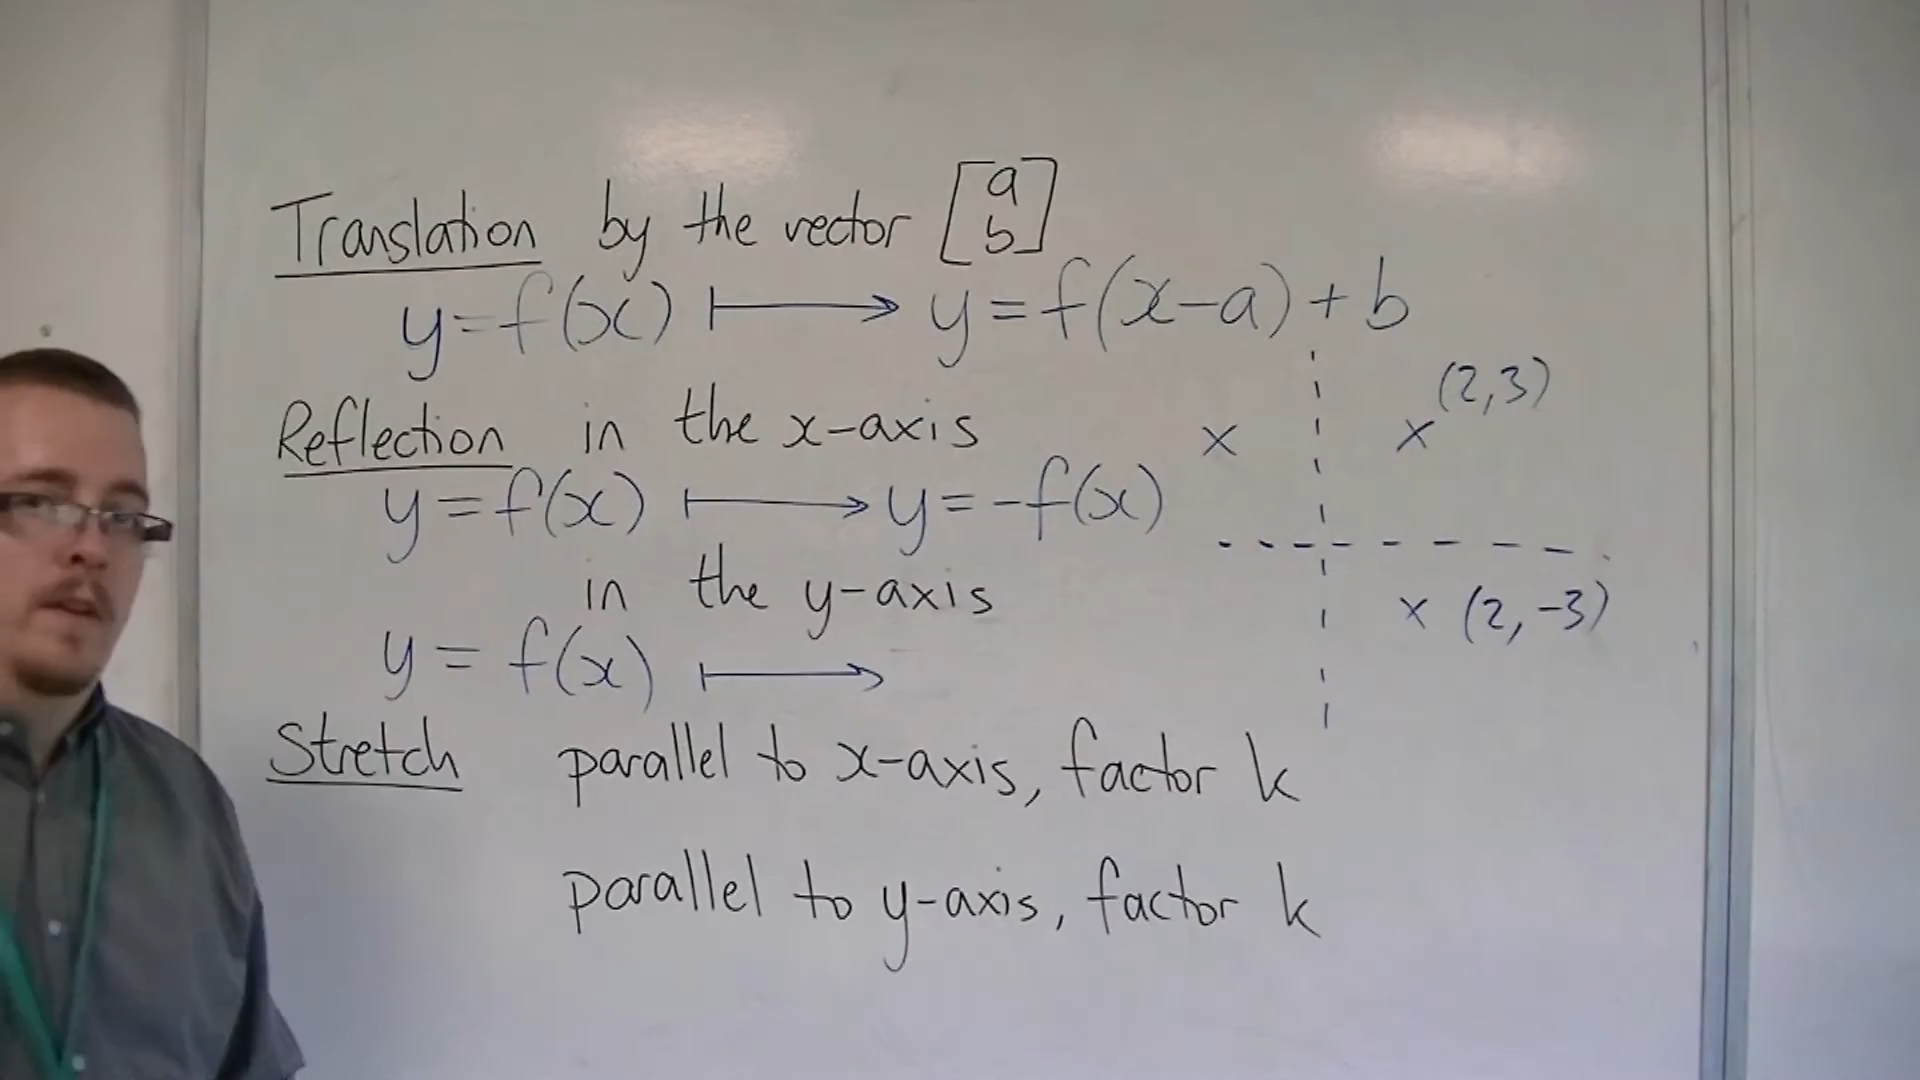 Translation by the vector [a b]
y=f(x) ↦ y=f(x-a)+b
(2,3)
Reflection in the x-axis
× ×
y=f(x) ↦ y=-f(x)
in the y-axis
× (2,-3)
y=f(x) ↦
Stretch parallel to x-axis, factor k
parallel to y-axis, factor k